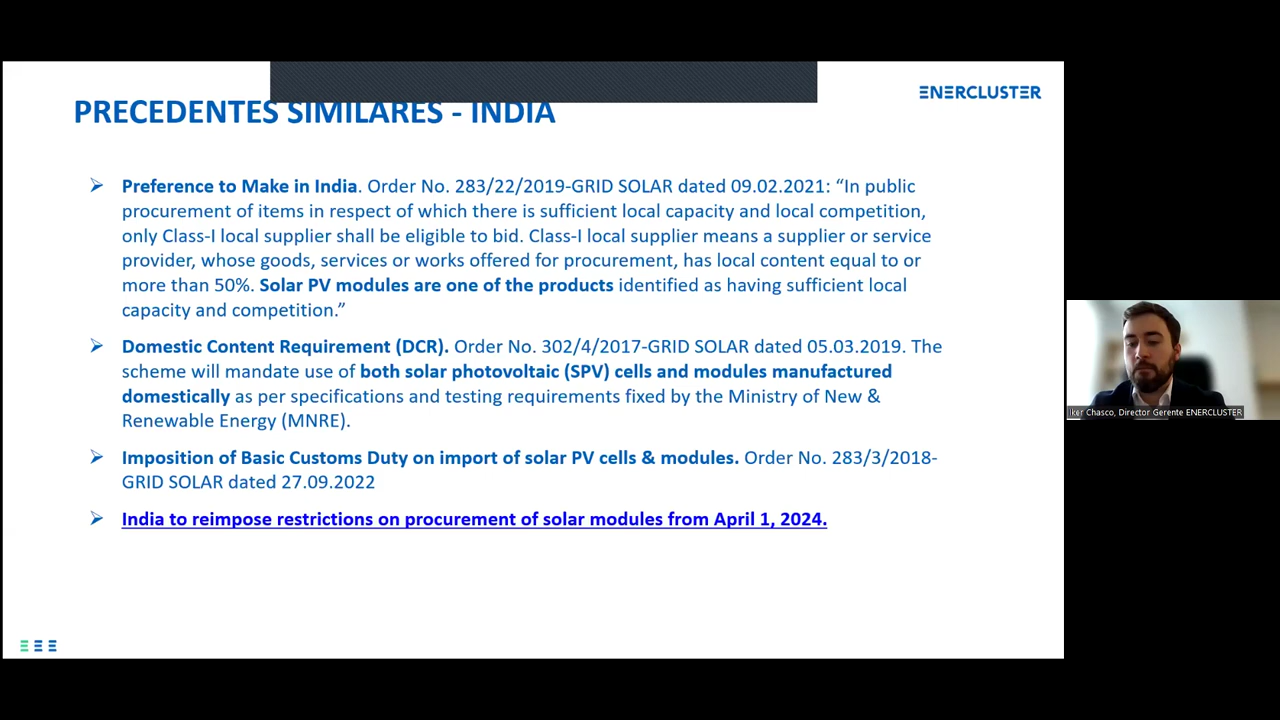 ENERCLUSTER
PRECEDENTES SIMILARES - INDIA
➢ Preference to Make in India. Order No. 283/22/2019-GRID SOLAR dated 09.02.2021: “In public
procurement of items in respect of which there is sufficient local capacity and local competition,
only Class-I local supplier shall be eligible to bid. Class-I local supplier means a supplier or service
provider, whose goods, services or works offered for procurement, has local content equal to or
more than 50%. Solar PV modules are one of the products identified as having sufficient local
capacity and competition.”
➢ Domestic Content Requirement (DCR). Order No. 302/4/2017-GRID SOLAR dated 05.03.2019. The
scheme will mandate use of both solar photovoltaic (SPV) cells and modules manufactured
domestically as per specifications and testing requirements fixed by the Ministry of New &
Renewable Energy (MNRE).
➢ Imposition of Basic Customs Duty on import of solar PV cells & modules. Order No. 283/3/2018-
GRID SOLAR dated 27.09.2022
➢ India to reimpose restrictions on procurement of solar modules from April 1, 2024.
Iker Chasco, Director Gerente ENERCLUSTER